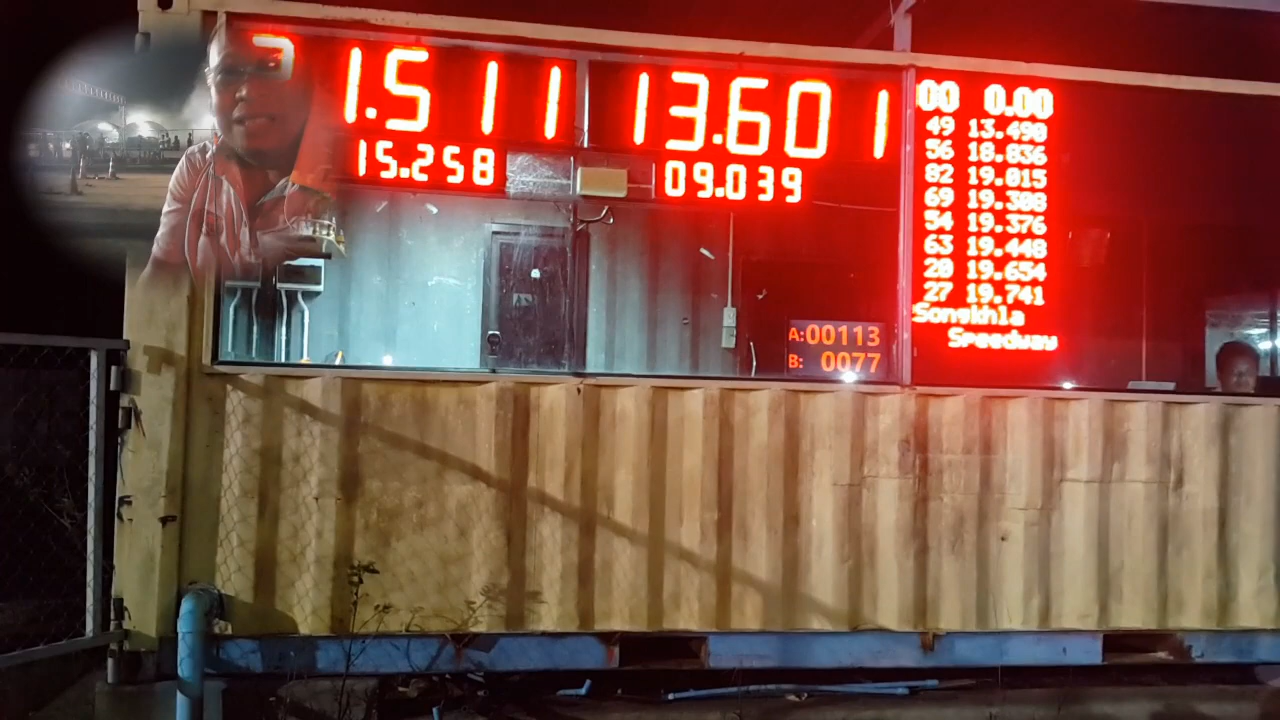 1.511 13.601
15.258 09.039
00 0.00
49 13.490
56 18.836
82 19.015
69 19.308
54 19.376
63 19.448
20 19.654
27 19.741
Songkhla
Speedway
A:00113
B: 0077